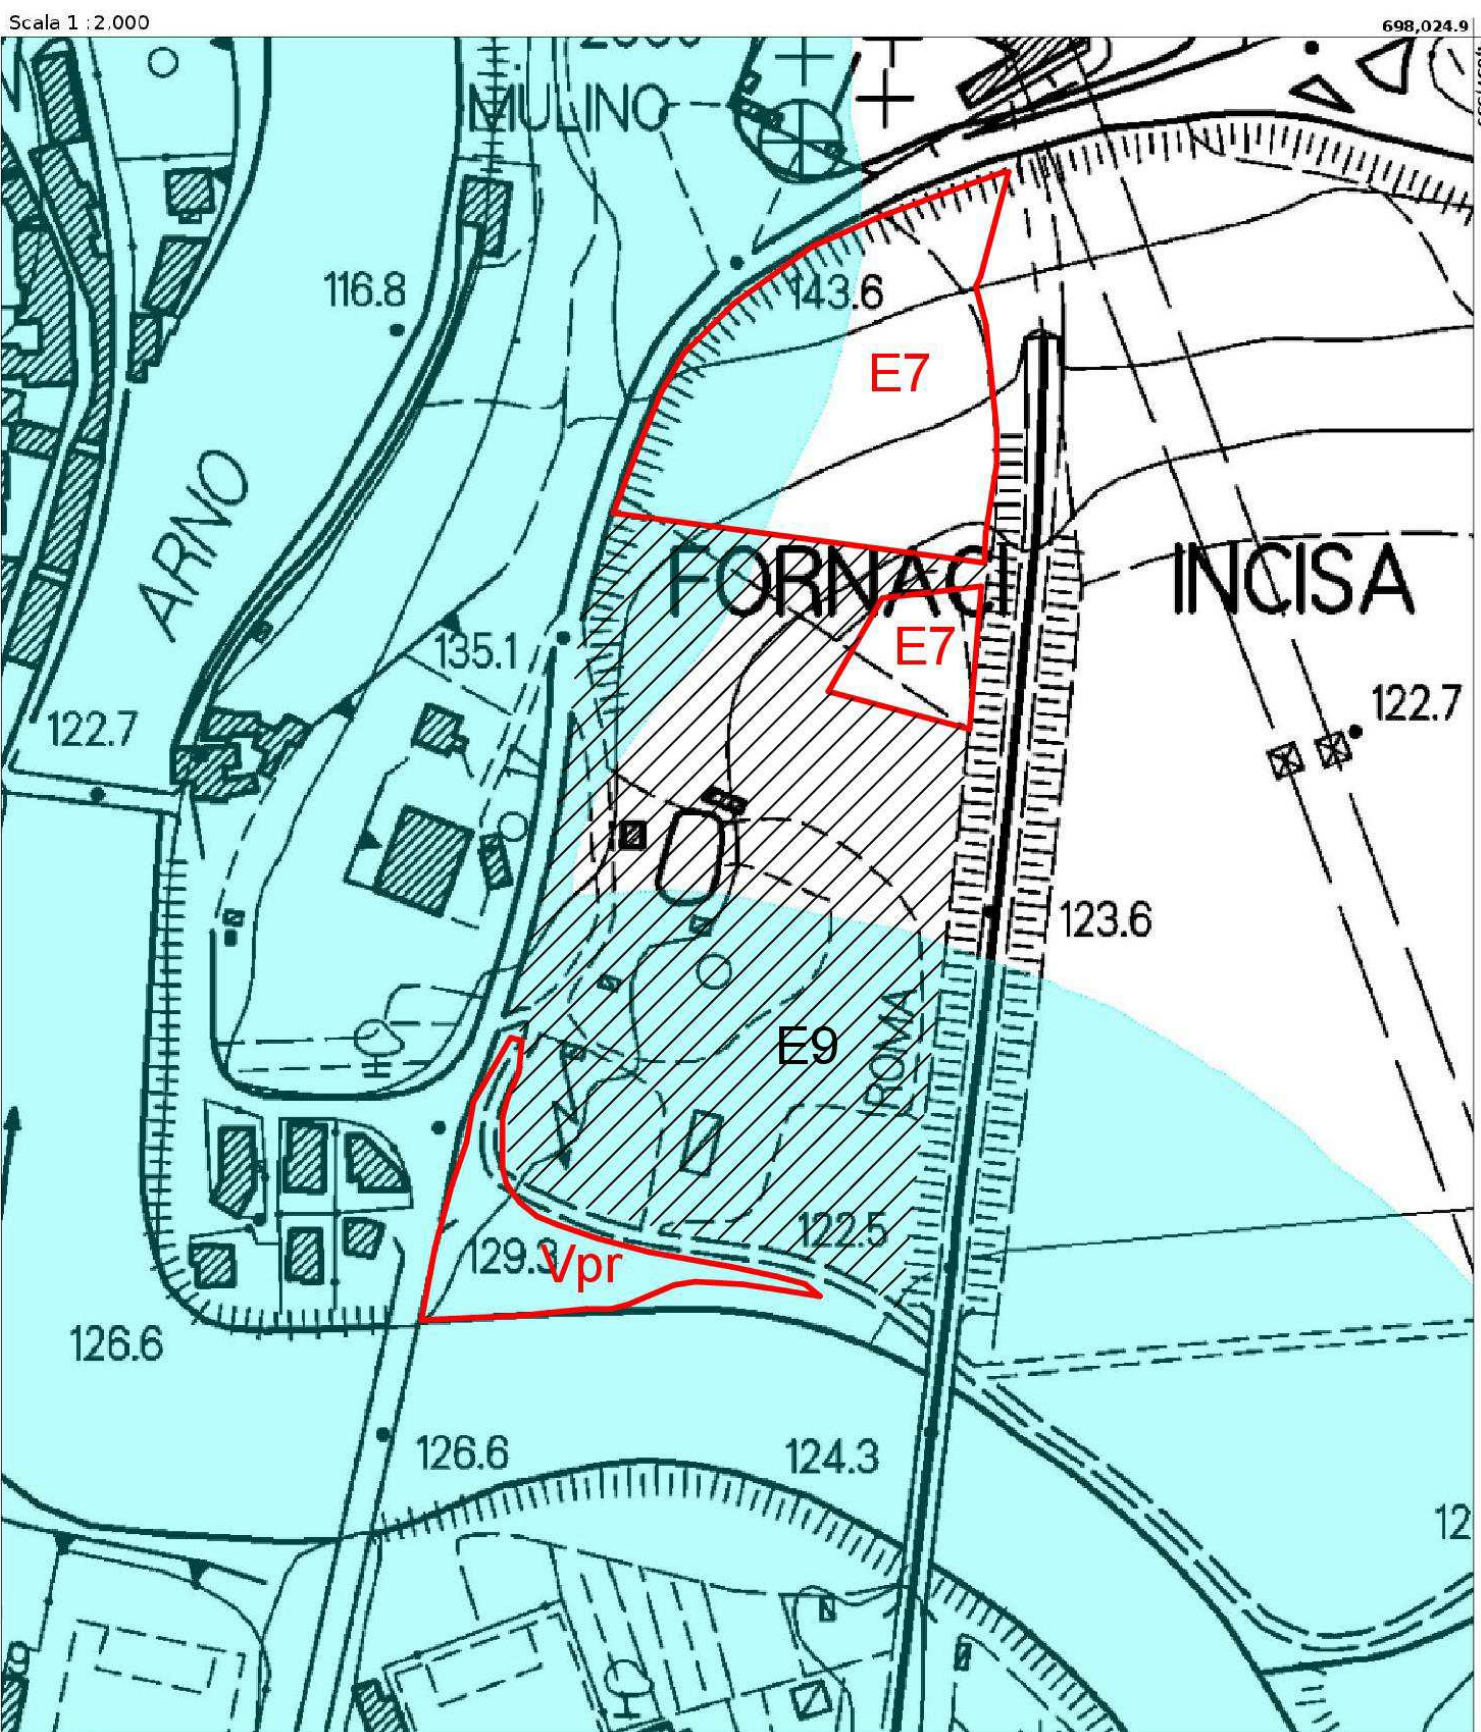 Scala 1 : 2,000
698,024.9
MULINO
116.8
143.6
E7
ARNO
FORNACI
INCISA
135.1
E7
122.7
122.7
123.6
ROMA
E9
122.5
129.3
Vpr
126.6
126.6
124.3
12